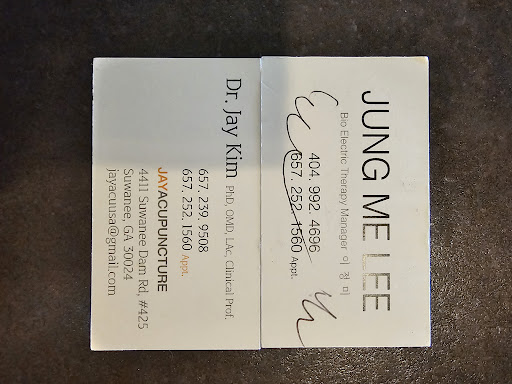 JUNG ME LEE
Bio Electric Therapy Manager 이 정 미
404. 992. 4696
657. 252. 1560 Appt.
Dr. Jay Kim PhD, OMD, LAc, Clinical Prof.
657. 239. 9508
657. 252. 1560 Appt.
JAYACUPUNCTURE
4411 Suwanee Dam Rd, #425
Suwanee, GA 30024
jayacuusa@gmail.com